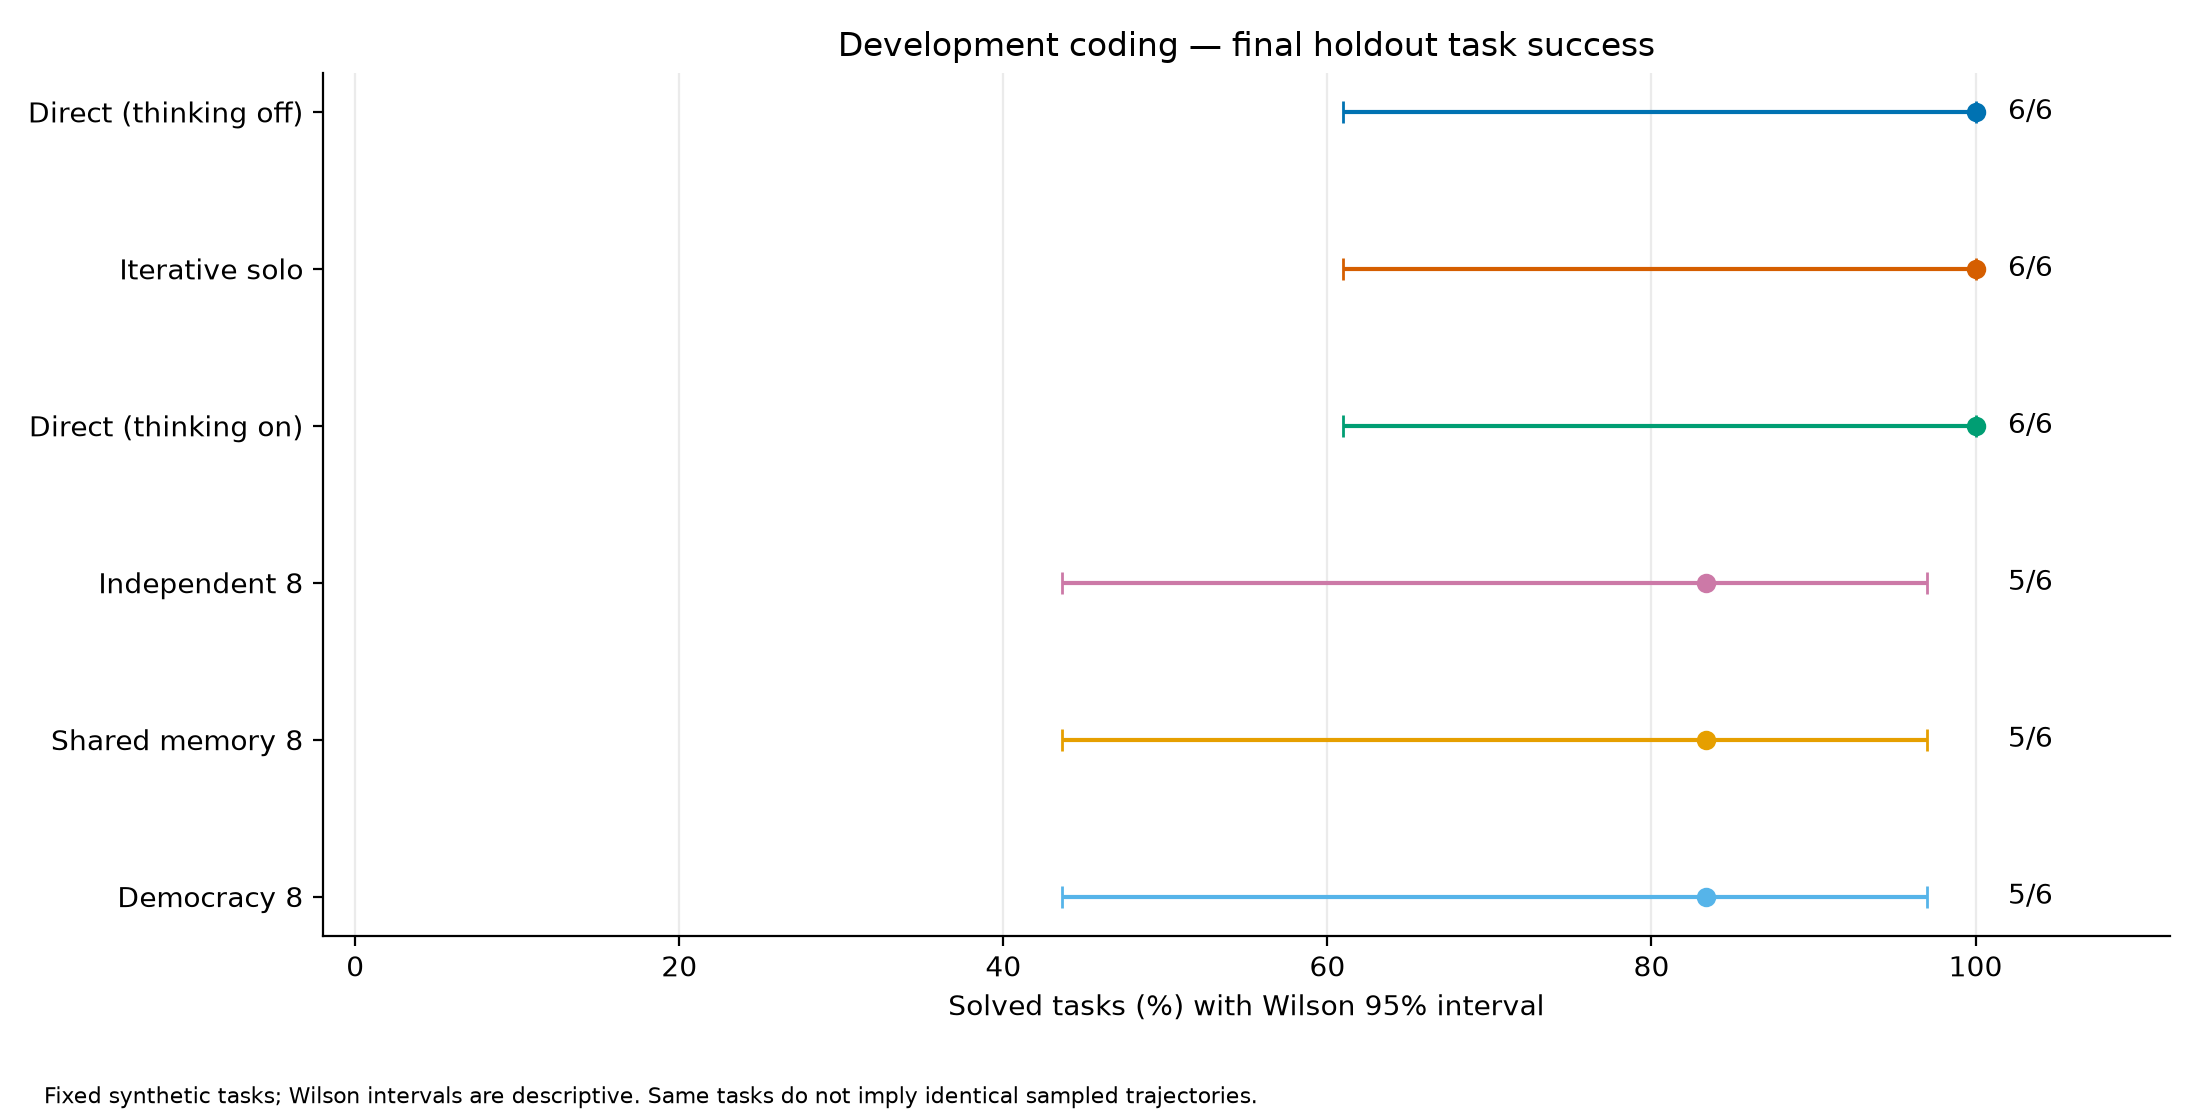 Development coding — final holdout task success
Direct (thinking off) 6/6
Iterative solo 6/6
Direct (thinking on) 6/6
Independent 8 5/6
Shared memory 8 5/6
Democracy 8 5/6
0 20 40 60 80 100
Solved tasks (%) with Wilson 95% interval
Fixed synthetic tasks; Wilson intervals are descriptive. Same tasks do not imply identical sampled trajectories.